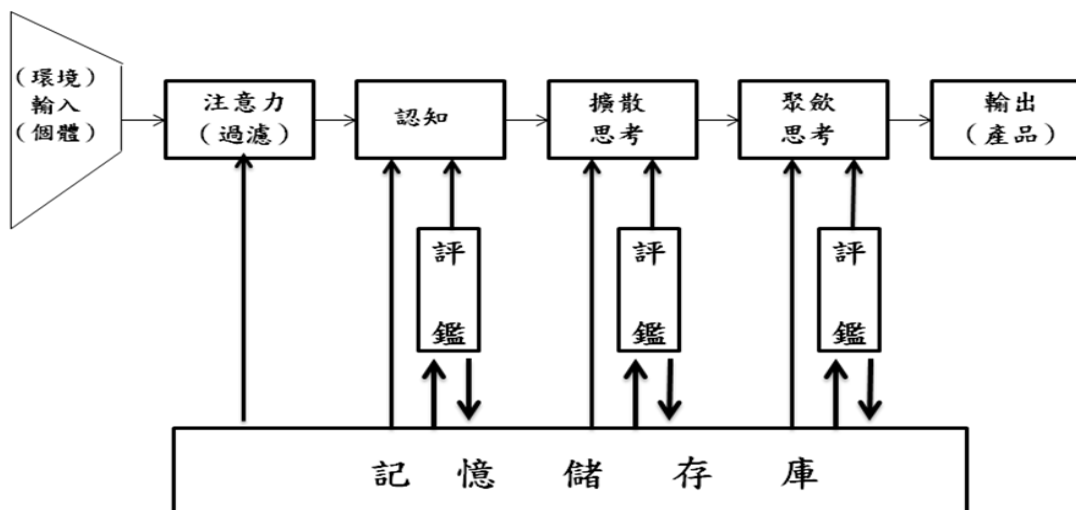 （環境）
輸入
（個體）
注意力
（過濾）
認知
擴散
思考
聚斂
思考
輸出
（產品）
評
鑑
評
鑑
評
鑑
記憶儲存庫